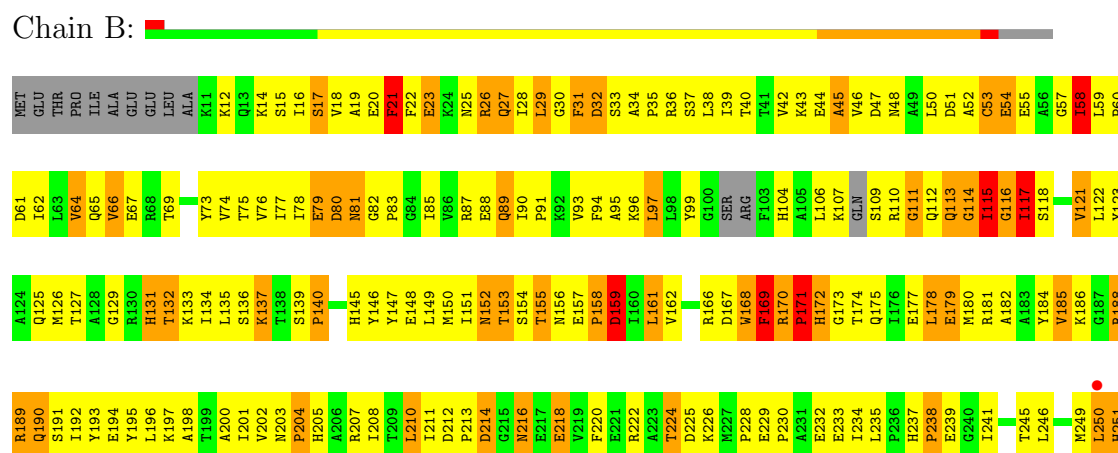 Chain B:
MET GLU THR PRO ILE ALA GLU GLU LEU ALA K11 K12 Q13 K14 S15 I16 S17 V18 A19 E20 F21 F22 E23 K24 N25 R26 Q27 I28 L29 G30 F31 D32 S33 A34 P35 R36 S37 L38 I39 T40 T41 V42 K43 E44 A45 V46 D47 N48 A49 L50 D51 A52 C53 E54 E55 A56 G57 I58 L59
D61 I62 L63 V64 Q65 V66 E67 R68 T69 Y73 V74 T75 V76 I77 I78 E79 D80 N81 G82 P83 G84 I85 V86 R87 E88 Q89 I90 P91 K92 V93 F94 A95 K96 L97 L98 Y99 G100 SER ARG F103 H104 A105 L106 K107 GLN S109 R110 G111 Q112 Q113 G114 I115 G116 I117 S118 V121 L122
A124 Q125 M126 T127 A128 G129 R130 H131 T132 K133 I134 L135 S136 K137 T138 S139 P140 H145 Y146 Y147 E148 L149 M150 I151 N152 T153 S154 T155 N156 E157 P158 D159 I160 L161 V162 R166 D167 W168 F169 R170 P171 H172 G173 T174 Q175 I176 E177 L178 E179 M180 R181 A182 A183 Y184 V185 K186 G187
R189 Q190 S191 I192 Y193 E194 Y195 L196 K197 A198 T199 A200 I201 V202 N203 P204 H205 A206 R207 I208 T209 L210 I211 D212 P213 D214 G215 N216 E217 E218 V219 F220 E221 R222 A223 T224 D225 K226 M227 P228 E229 P230 A231 E232 E233 I234 L235 P236 H237 P238 E239 G240 I241 T245 L246 M249 L250